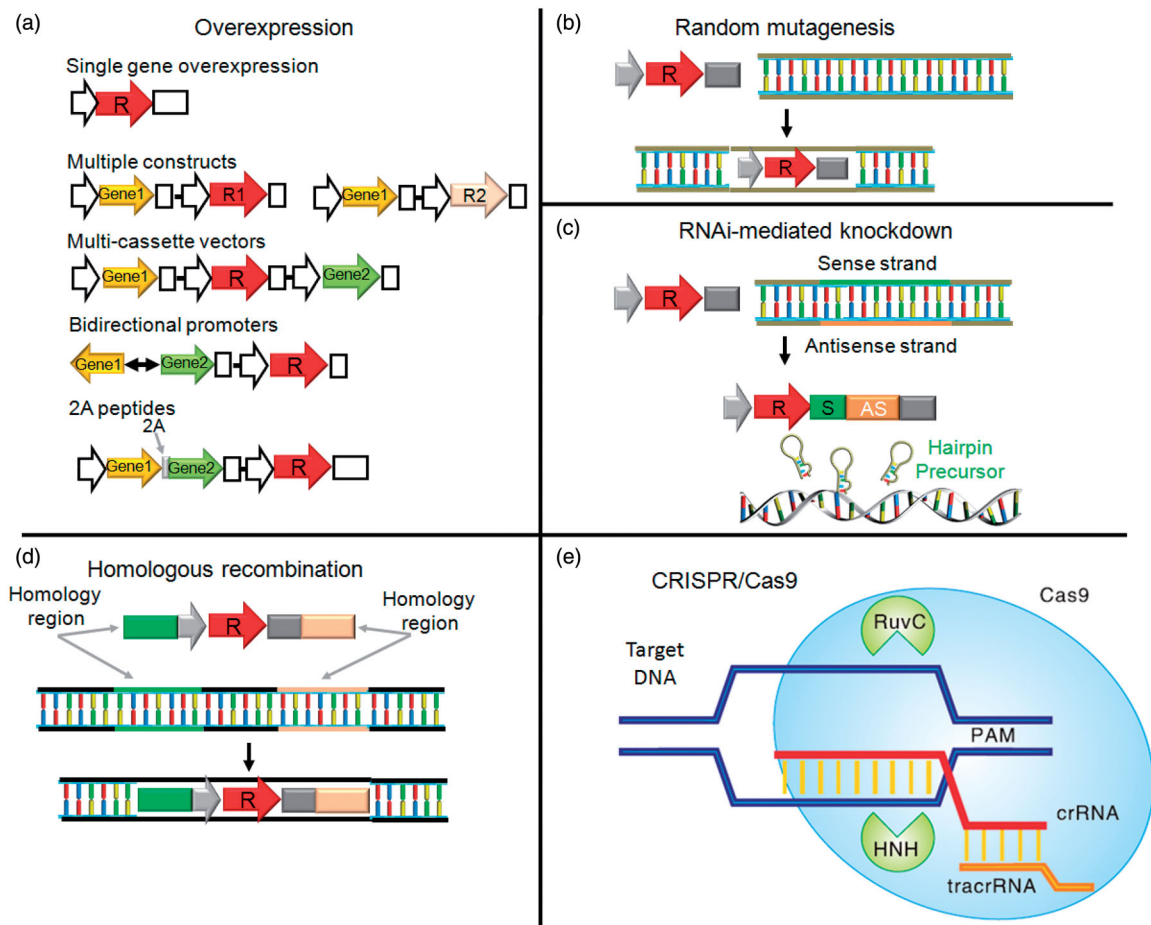 (a)
Overexpression
Single gene overexpression
R
Multiple constructs
Gene1 R1 Gene1 R2
Multi-cassette vectors
Gene1 R Gene2
Bidirectional promoters
Gene1 Gene2 R
2A peptides
2A
Gene1 Gene2 R
(b)
Random mutagenesis
R
R
(c)
RNAi-mediated knockdown
Sense strand
R
Antisense strand
R S AS
Hairpin
Precursor
(d)
Homologous recombination
Homology
region
R
Homology
region
R
(e)
CRISPR/Cas9
Cas9
RuvC
Target
DNA
PAM
crRNA
HNH
tracrRNA